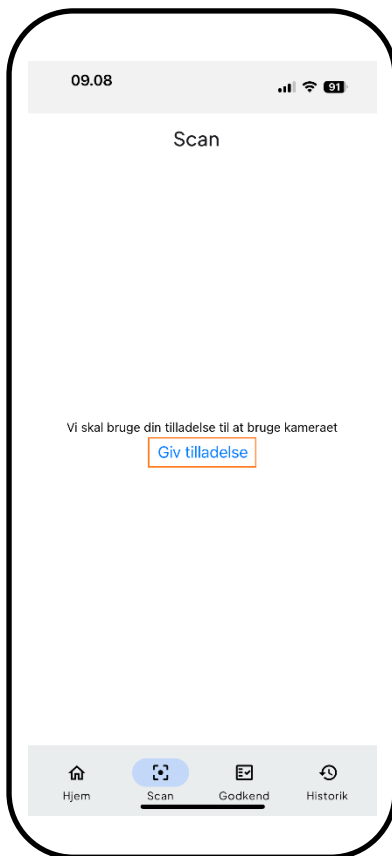 09.08
91
Scan
Vi skal bruge din tilladelse til at bruge kameraet
Giv tilladelse
Hjem Scan Godkend Historik